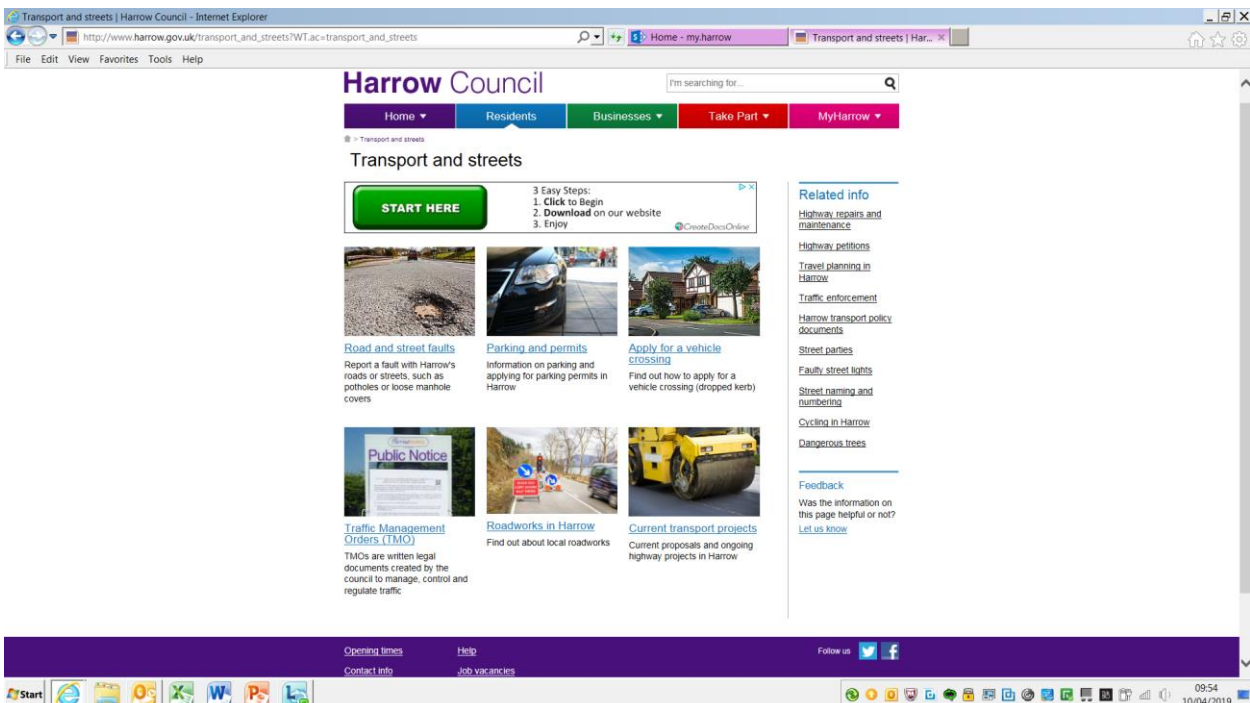 Transport and streets | Harrow Council - Internet Explorer
http://www.harrow.gov.uk/transport_and_streets?WT.ac=transport_and_streets
Home - my.harrow
Transport and streets | Har...
File Edit View Favorites Tools Help
Harrow Council
I'm searching for...
Home
Residents
Businesses
Take Part
MyHarrow
> Transport and streets
Transport and streets
START HERE
3 Easy Steps:
1. Click to Begin
2. Download on our website
3. Enjoy
CreateDocsOnline
Road and street faults
Report a fault with Harrow's
roads or streets, such as
potholes or loose manhole
covers
Parking and permits
Information on parking and
applying for parking permits in
Harrow
Apply for a vehicle
crossing
Find out how to apply for a
vehicle crossing (dropped kerb)
Public Notice
Traffic Management
Orders (TMO)
TMOs are written legal
documents created by the
council to manage, control and
regulate traffic
Roadworks in Harrow
Find out about local roadworks
Current transport projects
Current proposals and ongoing
highway projects in Harrow
Related info
Highway repairs and
maintenance
Highway petitions
Travel planning in
Harrow
Traffic enforcement
Harrow transport policy
documents
Street parties
Faulty street lights
Street naming and
numbering
Cycling in Harrow
Dangerous trees
Feedback
Was the information on
this page helpful or not?
Let us know
Opening times
Help
Follow us
Contact info
Job vacancies
Start
09:54
10/04/2019